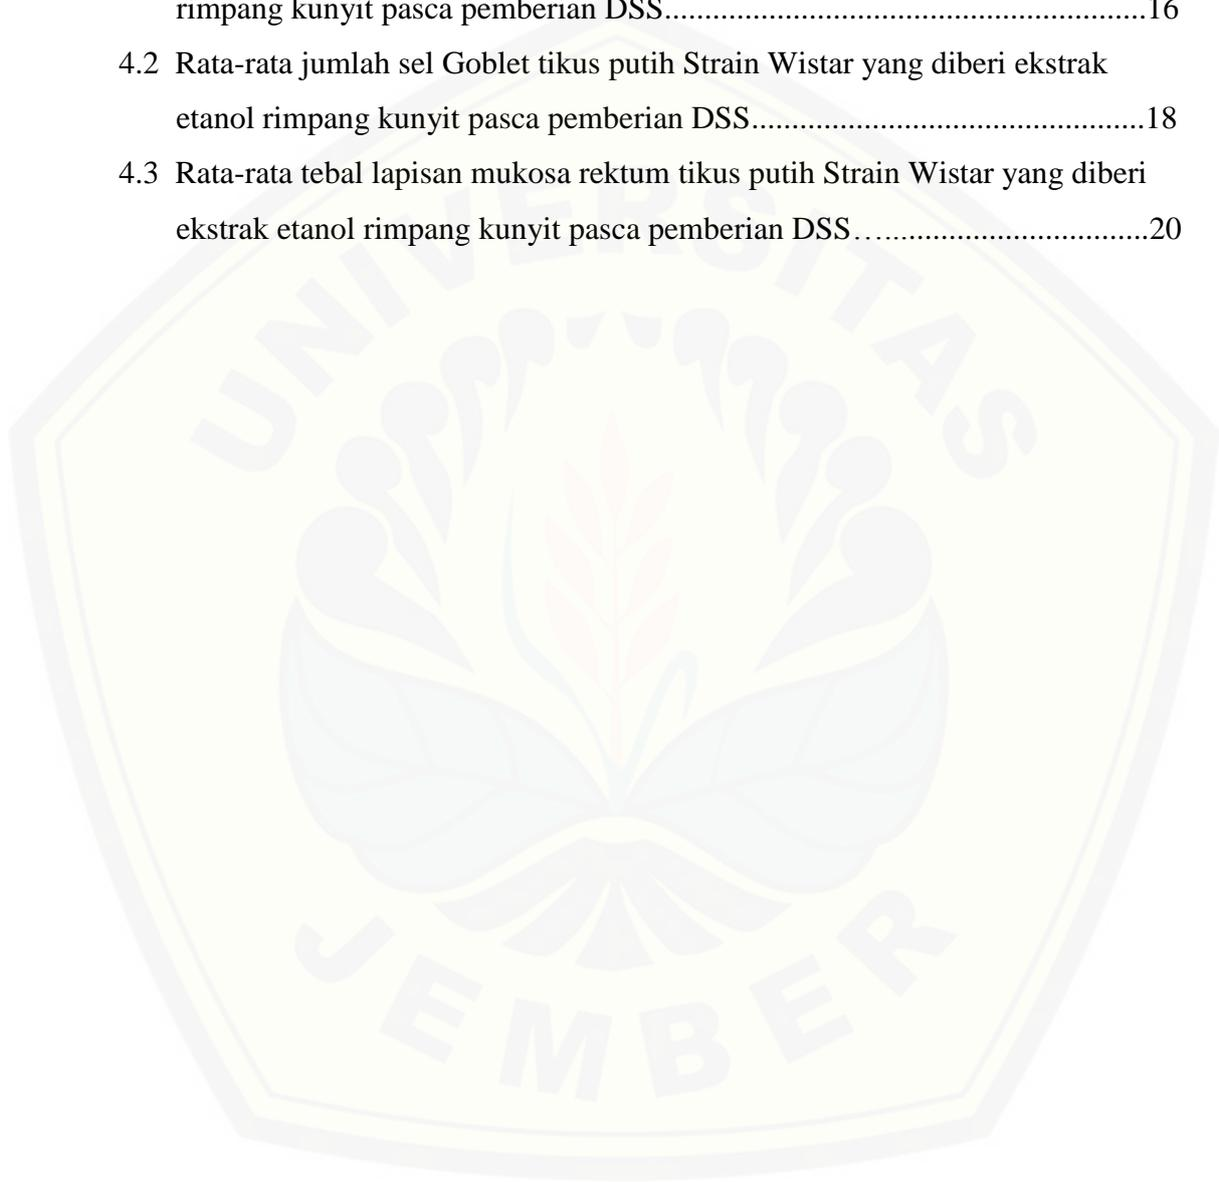 rimpang kunyit pasca pemberian DSS............................................................16
4.2 Rata-rata jumlah sel Goblet tikus putih Strain Wistar yang diberi ekstrak
etanol rimpang kunyit pasca pemberian DSS.................................................18
4.3 Rata-rata tebal lapisan mukosa rektum tikus putih Strain Wistar yang diberi
ekstrak etanol rimpang kunyit pasca pemberian DSS….................................20
UNIVERSITAS
JEMBER